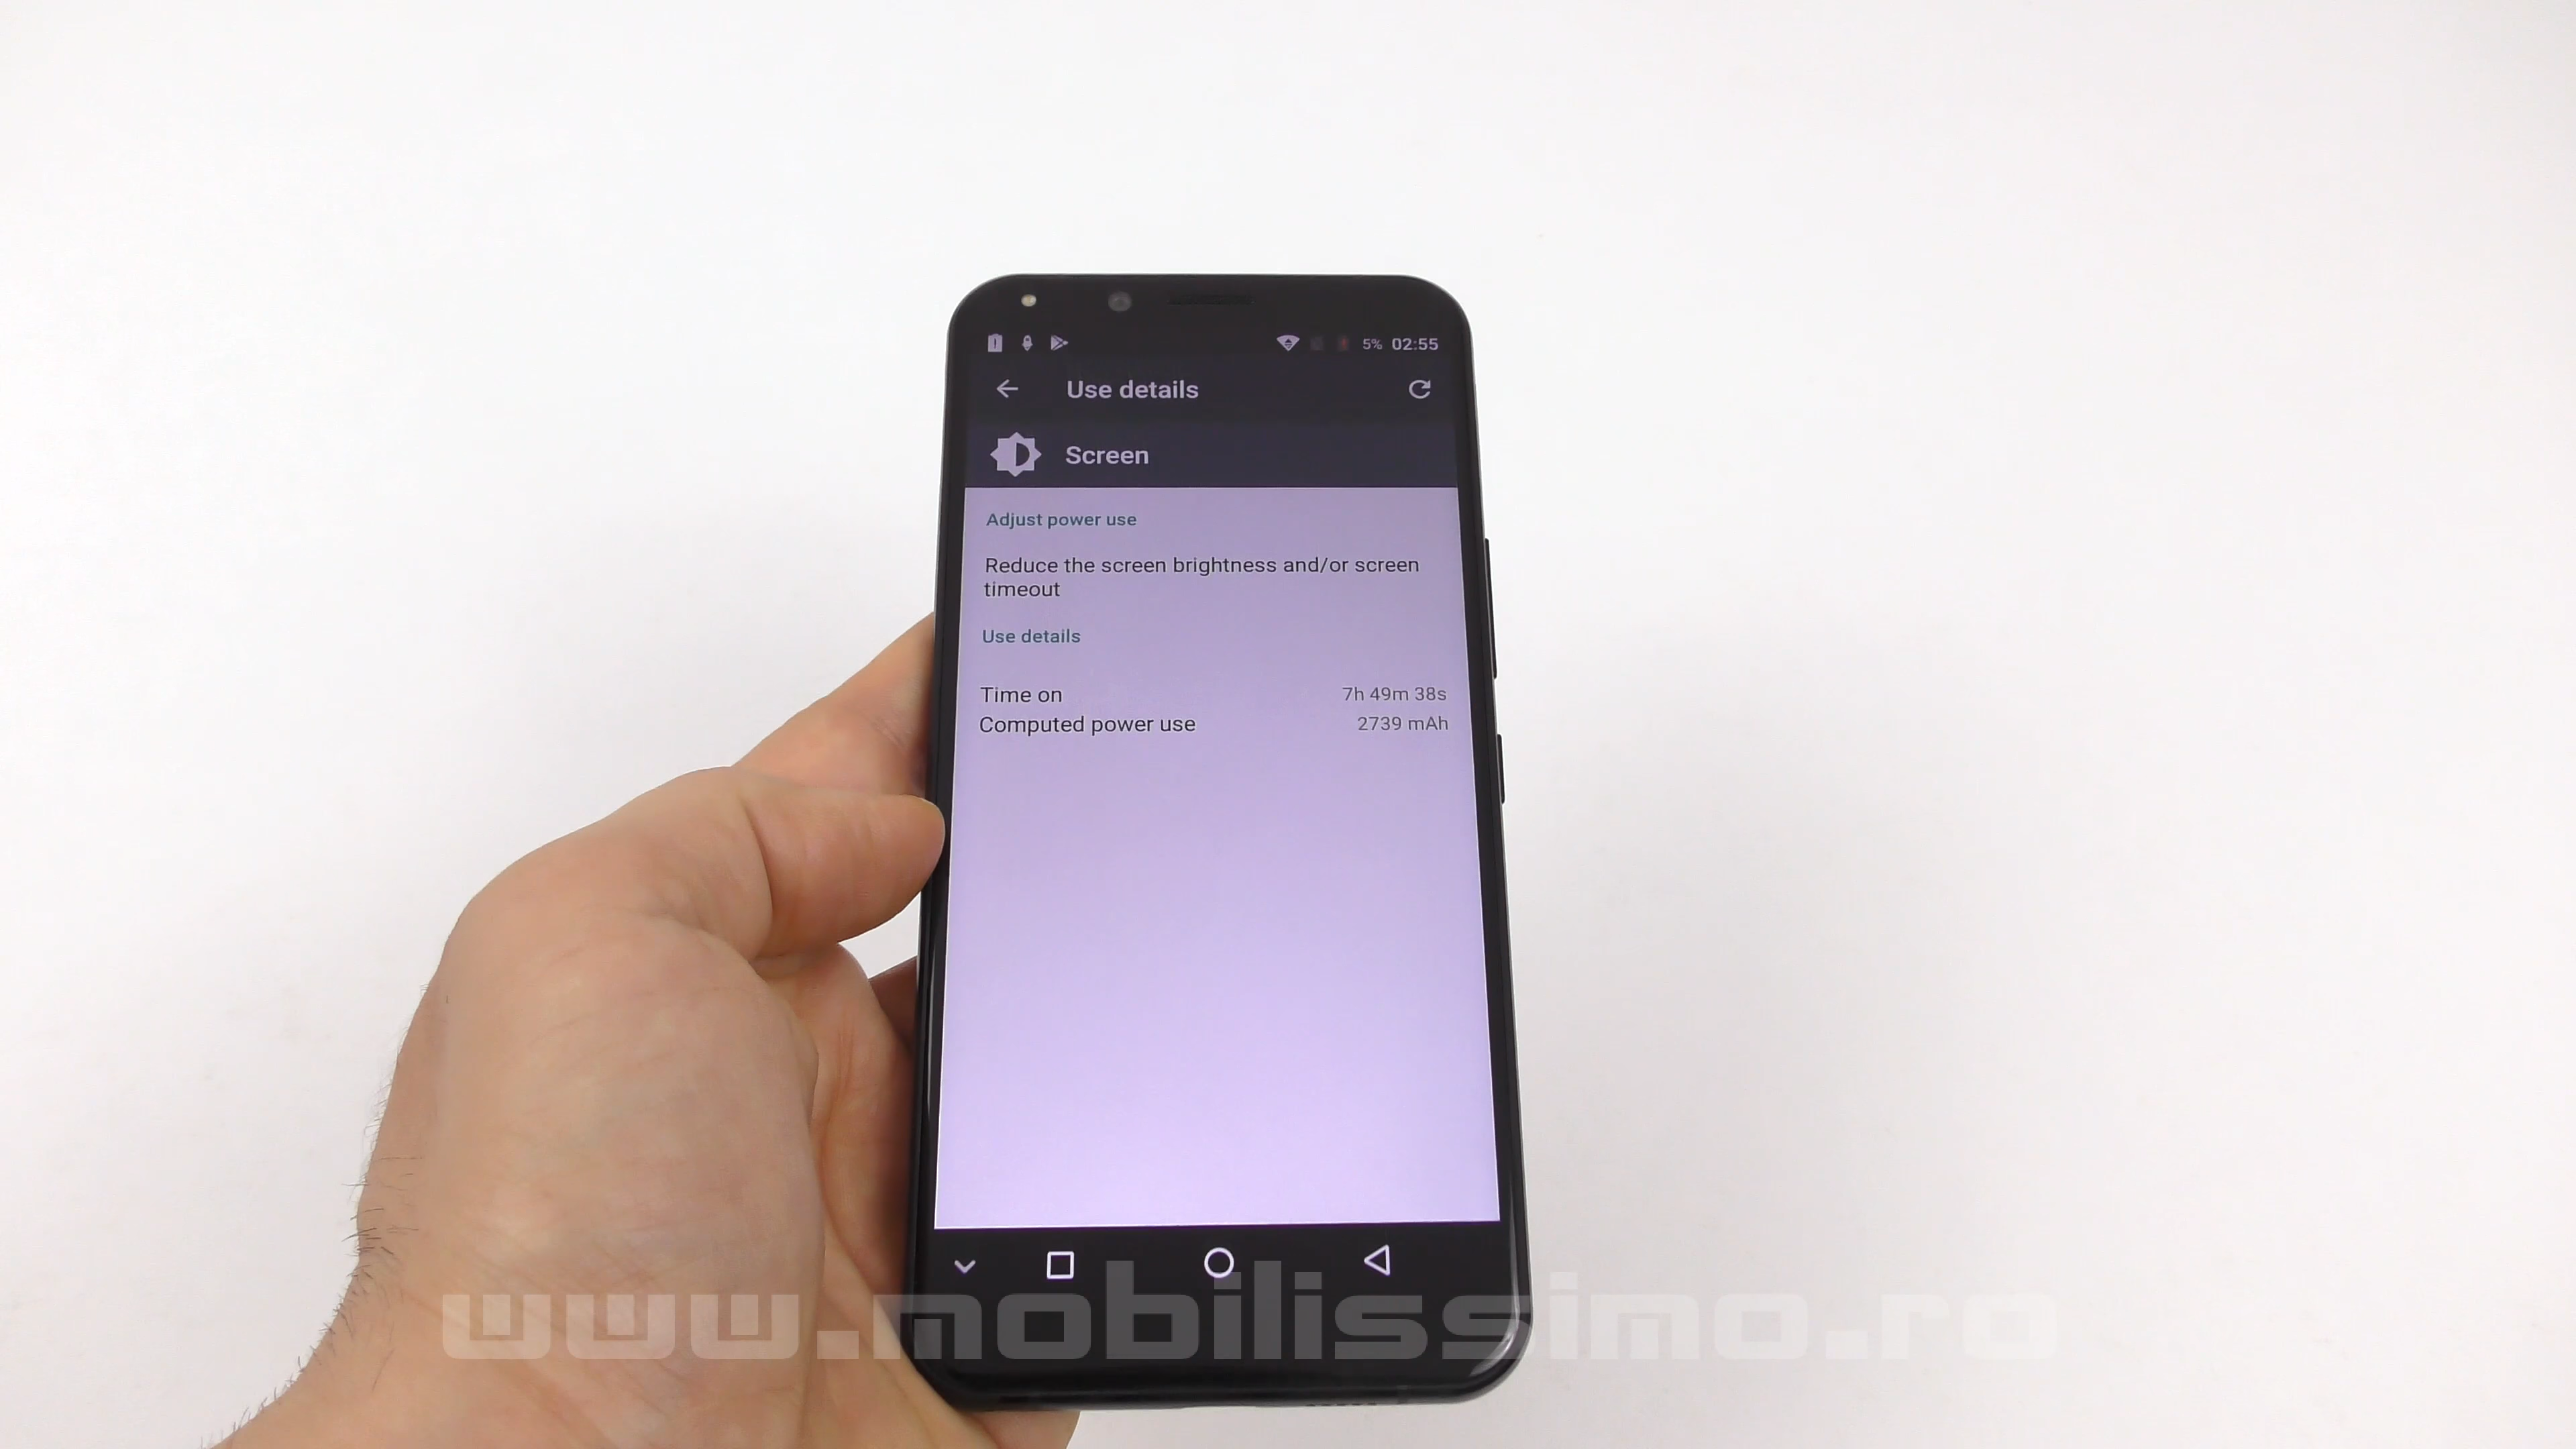 5% 02:55
Use details
Screen
Adjust power use
Reduce the screen brightness and/or screen
timeout
Use details
Time on 7h 49m 38s
Computed power use 2739 mAh
www.mobilissimo.ro